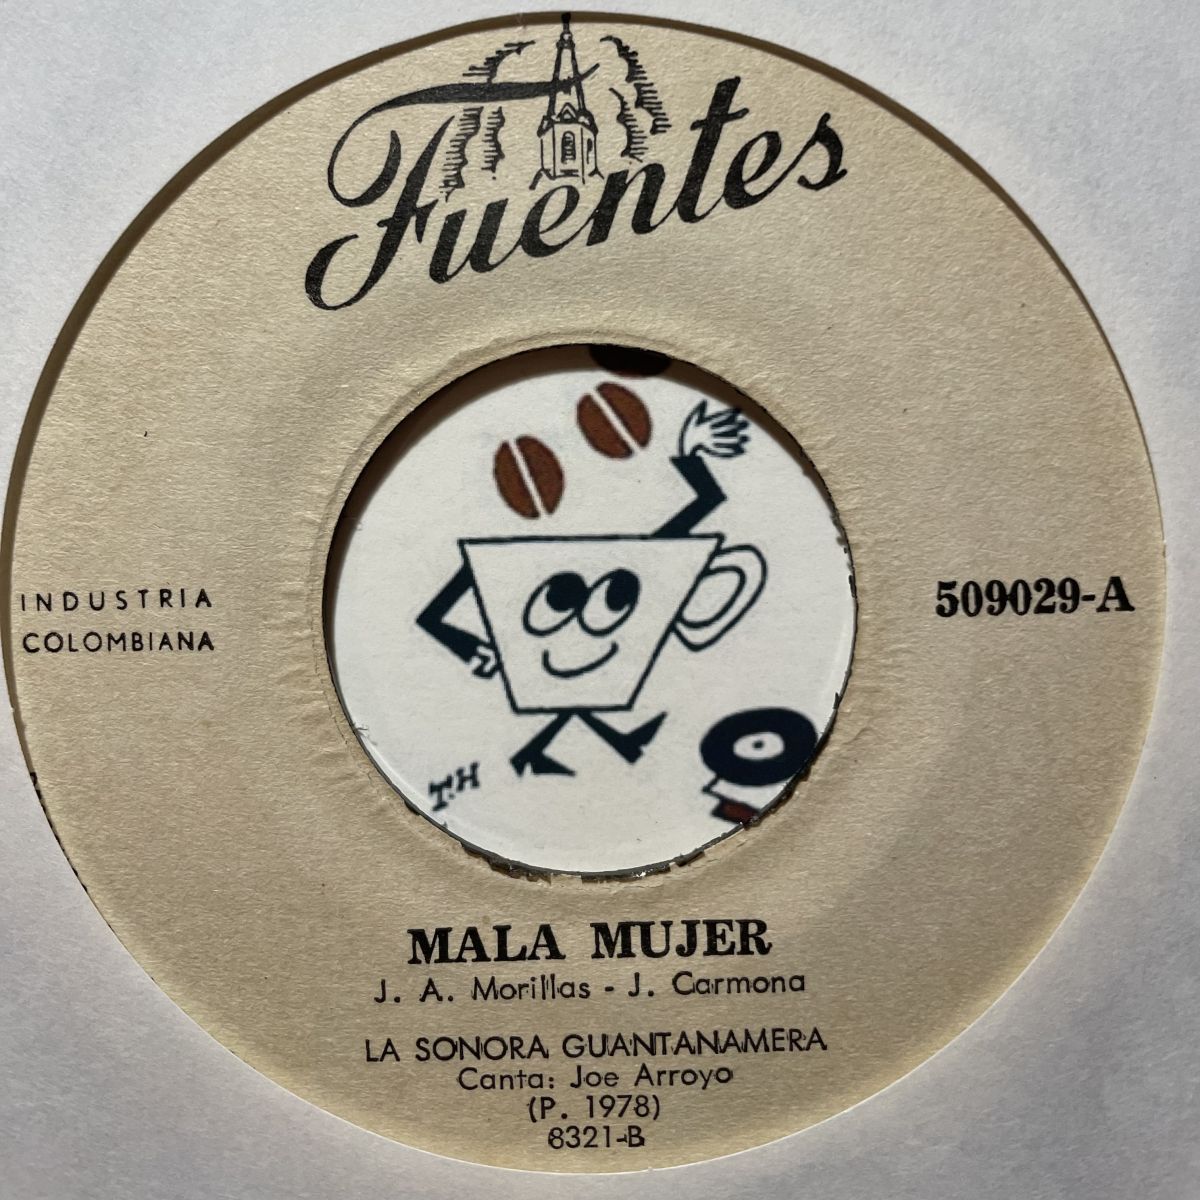 Fuentes
INDUSTRIA
COLOMBIANA
509029-A
T.H
MALA MUJER
J. A. Morillas - J. Carmona
LA SONORA GUANTANAMERA
Canta: Joe Arroyo
(P. 1978)
8321-B